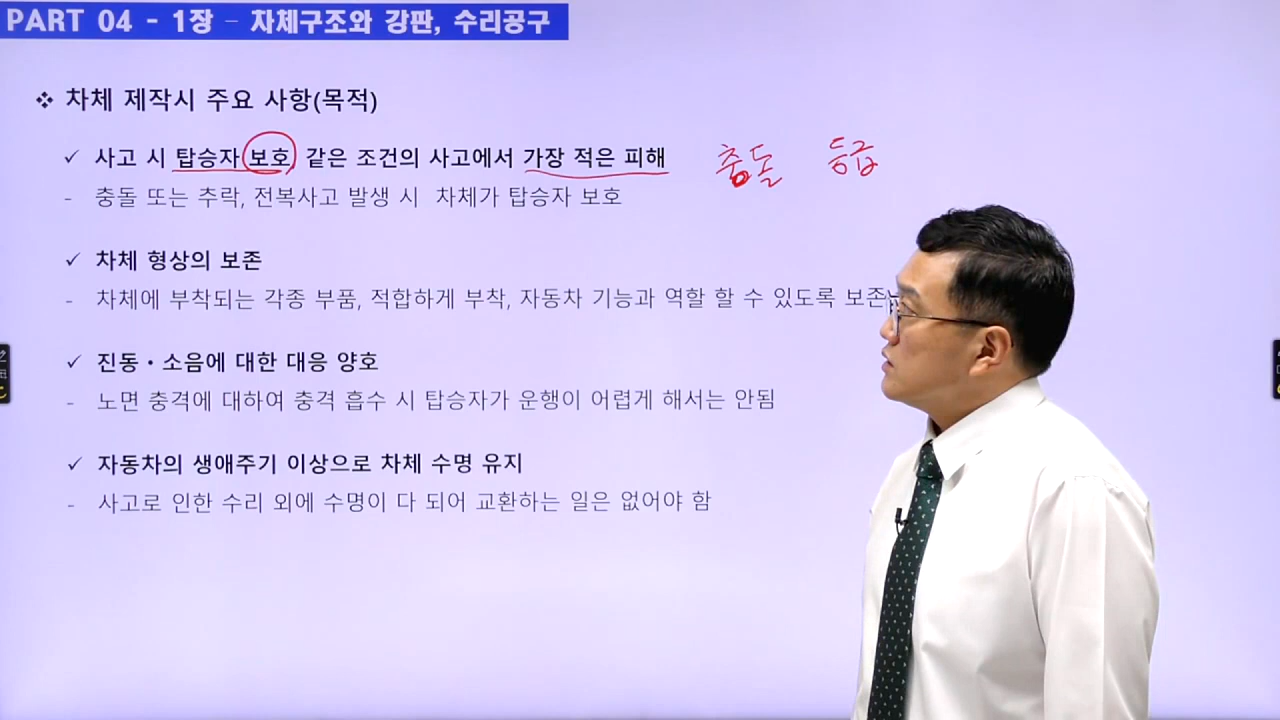 PART 04 - 1장 - 차체구조와 강판, 수리공구
❖ 차체 제작시 주요 사항(목적)
✓ 사고 시 탑승자 보호, 같은 조건의 사고에서 가장 적은 피해 충돌 등급
- 충돌 또는 추락, 전복사고 발생 시 차체가 탑승자 보호
✓ 차체 형상의 보존
- 차체에 부착되는 각종 부품, 적합하게 부착, 자동차 기능과 역할 할 수 있도록 보존
✓ 진동·소음에 대한 대응 양호
- 노면 충격에 대하여 충격 흡수 시 탑승자가 운행이 어렵게 해서는 안됨
✓ 자동차의 생애주기 이상으로 차체 수명 유지
- 사고로 인한 수리 외에 수명이 다 되어 교환하는 일은 없어야 함